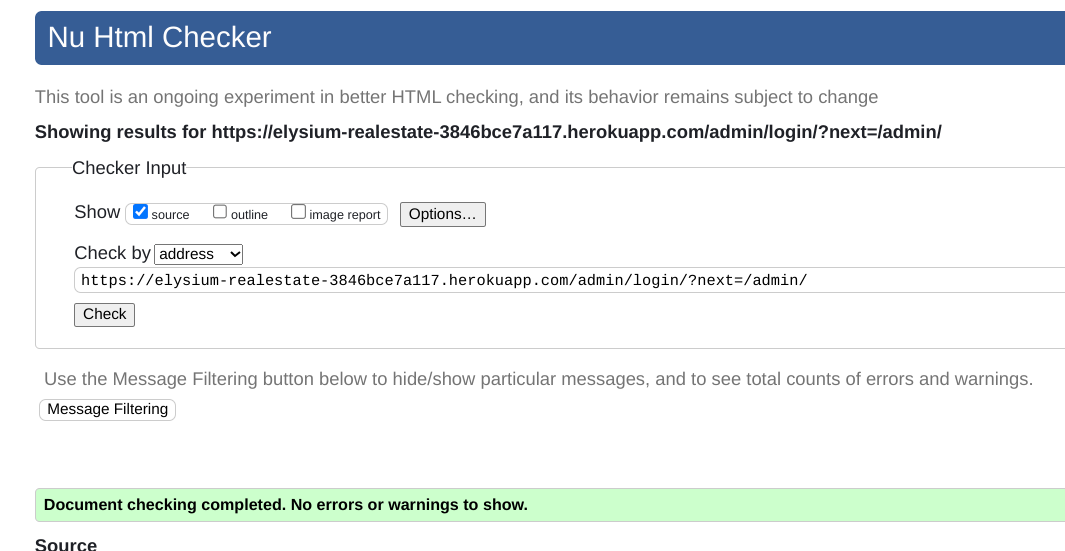 Nu Html Checker
This tool is an ongoing experiment in better HTML checking, and its behavior remains subject to change
Showing results for https://elysium-realestate-3846bce7a117.herokuapp.com/admin/login/?next=/admin/
Checker Input
Show source outline image report Options...
Check by address
https://elysium-realestate-3846bce7a117.herokuapp.com/admin/login/?next=/admin/
Check
Use the Message Filtering button below to hide/show particular messages, and to see total counts of errors and warnings.
Message Filtering
Document checking completed. No errors or warnings to show.
Source